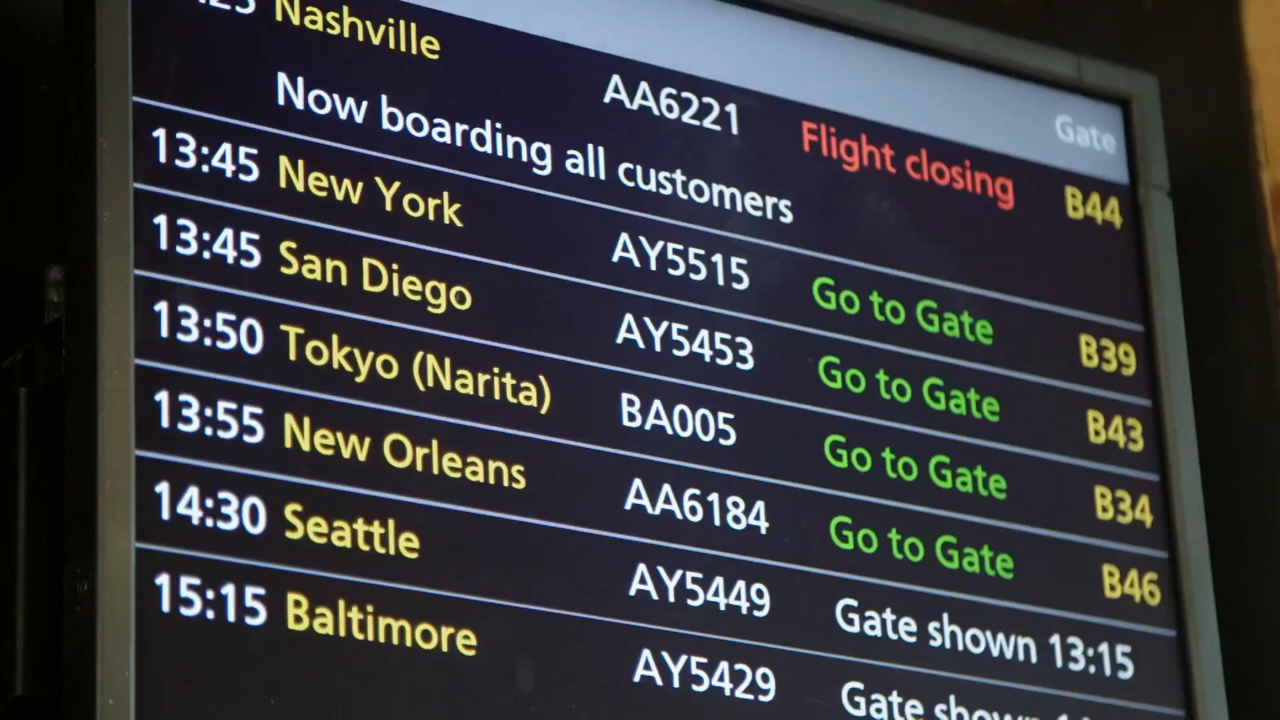 Gate
Nashville AA6221 Flight closing B44
Now boarding all customers
13:45 New York AY5515 Go to Gate B39
13:45 San Diego AY5453 Go to Gate B43
13:50 Tokyo (Narita) BA005 Go to Gate B34
13:55 New Orleans AA6184 Go to Gate B46
14:30 Seattle AY5449 Gate shown 13:15
15:15 Baltimore AY5429 Gate shown